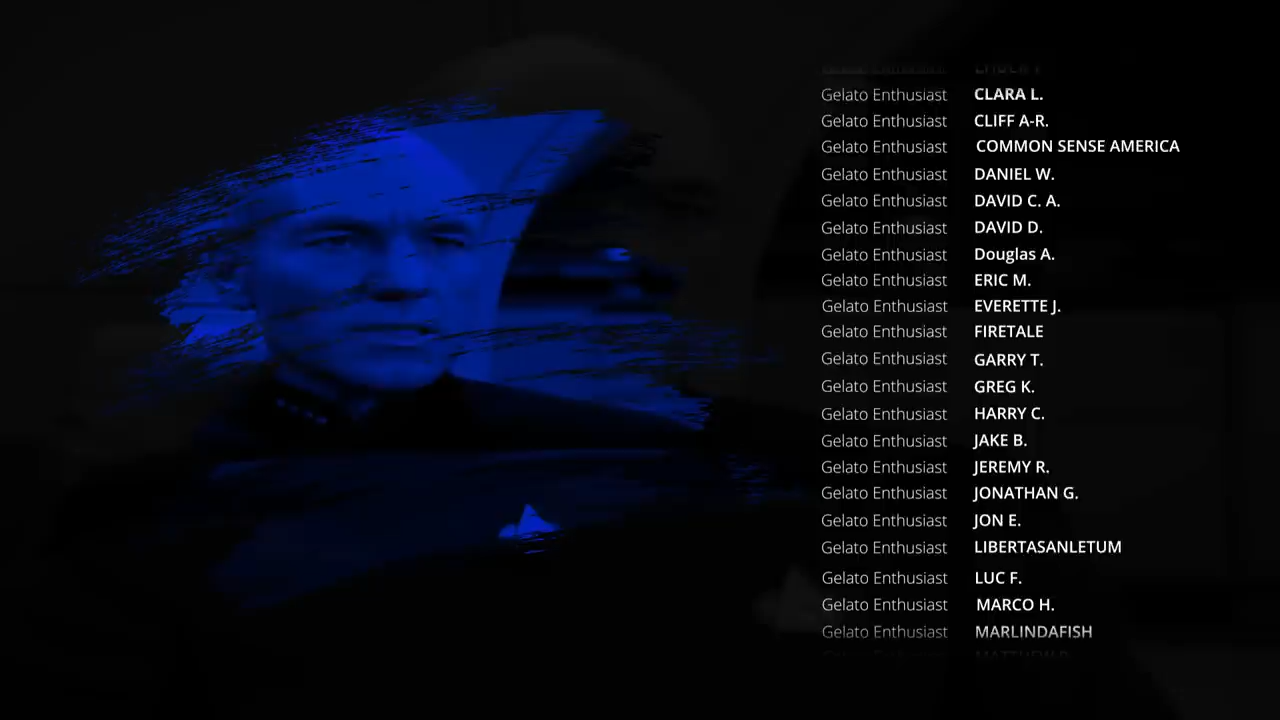 Gelato Enthusiast CLARA L.
Gelato Enthusiast CLIFF A-R.
Gelato Enthusiast COMMON SENSE AMERICA
Gelato Enthusiast DANIEL W.
Gelato Enthusiast DAVID C. A.
Gelato Enthusiast DAVID D.
Gelato Enthusiast Douglas A.
Gelato Enthusiast ERIC M.
Gelato Enthusiast EVERETTE J.
Gelato Enthusiast FIRETALE
Gelato Enthusiast GARRY T.
Gelato Enthusiast GREG K.
Gelato Enthusiast HARRY C.
Gelato Enthusiast JAKE B.
Gelato Enthusiast JEREMY R.
Gelato Enthusiast JONATHAN G.
Gelato Enthusiast JON E.
Gelato Enthusiast LIBERTASANLETUM
Gelato Enthusiast LUC F.
Gelato Enthusiast MARCO H.
Gelato Enthusiast MARLINDAFISH